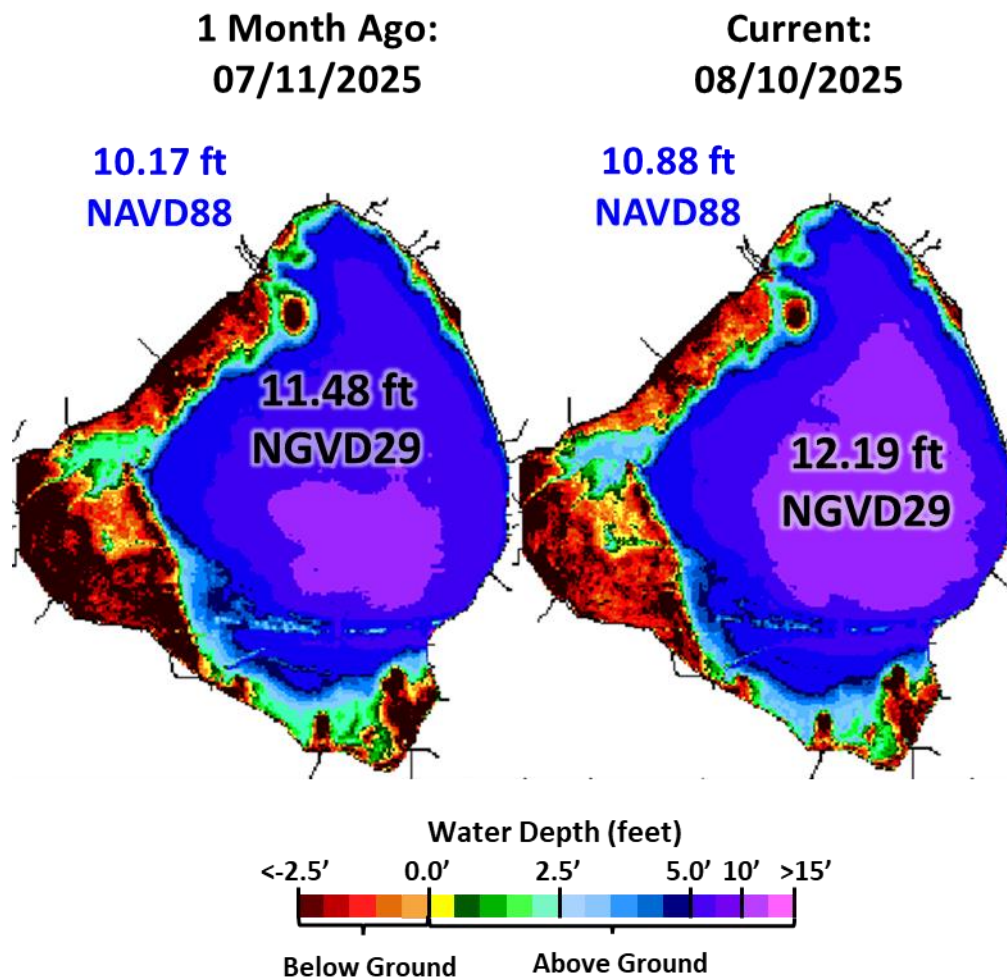 1 Month Ago:
07/11/2025
Current:
08/10/2025
10.17 ft
NAVD88
10.88 ft
NAVD88
11.48 ft
NGVD29
12.19 ft
NGVD29
Water Depth (feet)
<-2.5’ 0.0’ 2.5’ 5.0’ 10’ >15’
Below Ground Above Ground